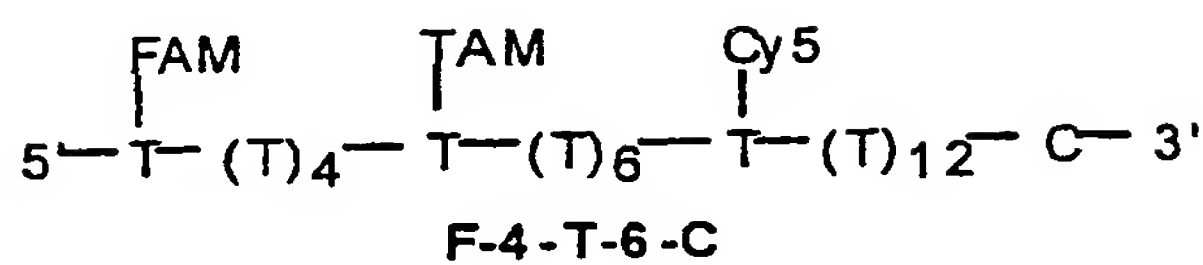 FAM TAM Cy5
5'—T—(T)4—T—(T)6—T—(T)12—C—3'
F-4-T-6-C